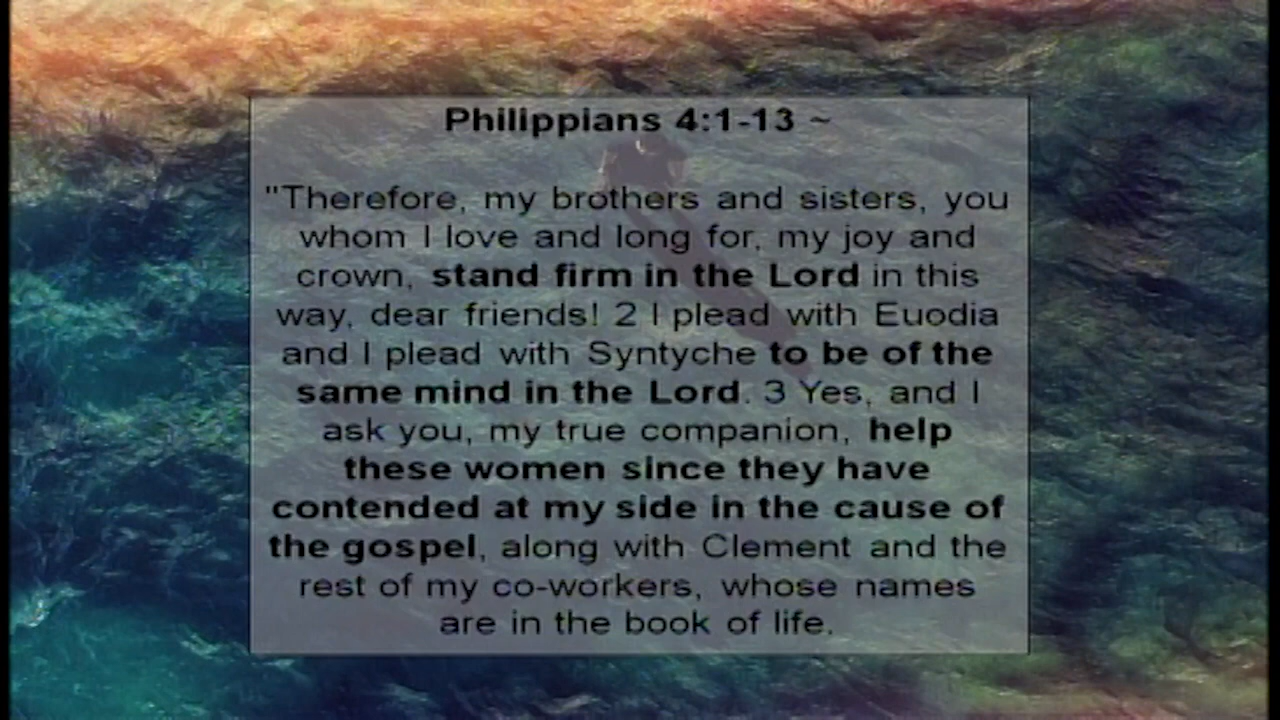 Philippians 4:1-13 ~
"Therefore, my brothers and sisters, you
whom I love and long for, my joy and
crown, stand firm in the Lord in this
way, dear friends! 2 I plead with Euodia
and I plead with Syntyche to be of the
same mind in the Lord. 3 Yes, and I
ask you, my true companion, help
these women since they have
contended at my side in the cause of
the gospel, along with Clement and the
rest of my co-workers, whose names
are in the book of life.